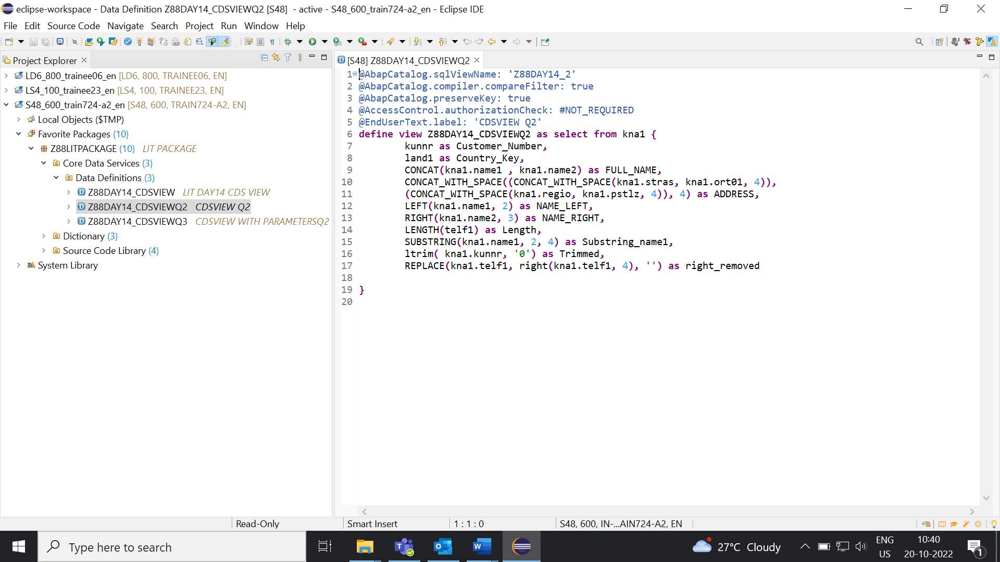 eclipse-workspace - Data Definition Z88DAY14_CDSVIEWQ2 [S48]  - active - S48_600_train724-a2_en - Eclipse IDE
File Edit Source Code Navigate Search Project Run Window Help
Project Explorer
LD6_800_trainee06_en [LD6, 800, TRAINEE06, EN]
LS4_100_trainee23_en [LS4, 100, TRAINEE23, EN]
S48_600_train724-a2_en [S48, 600, TRAIN724-A2, EN]
Local Objects ($TMP)
Favorite Packages (10)
Z88LITPACKAGE (10) LIT PACKAGE
Core Data Services (3)
Data Definitions (3)
Z88DAY14_CDSVIEW LIT DAY14 CDS VIEW
Z88DAY14_CDSVIEWQ2 CDSVIEW Q2
Z88DAY14_CDSVIEWQ3 CDSVIEW WITH PARAMETERSQ2
Dictionary (3)
Source Code Library (4)
System Library
[S48] Z88DAY14_CDSVIEWQ2
1 @AbapCatalog.sqlViewName: 'Z88DAY14_2'
2 @AbapCatalog.compiler.compareFilter: true
3 @AbapCatalog.preserveKey: true
4 @AccessControl.authorizationCheck: #NOT_REQUIRED
5 @EndUserText.label: 'CDSVIEW Q2'
6 define view Z88DAY14_CDSVIEWQ2 as select from kna1 {
7 kunnr as Customer_Number,
8 land1 as Country_Key,
9 CONCAT(kna1.name1 , kna1.name2) as FULL_NAME,
10 CONCAT_WITH_SPACE((CONCAT_WITH_SPACE(kna1.stras, kna1.ort01, 4)),
11 (CONCAT_WITH_SPACE(kna1.regio, kna1.pstlz, 4)), 4) as ADDRESS,
12 LEFT(kna1.name1, 2) as NAME_LEFT,
13 RIGHT(kna1.name2, 3) as NAME_RIGHT,
14 LENGTH(telf1) as Length,
15 SUBSTRING(kna1.name1, 2, 4) as Substring_name1,
16 ltrim( kna1.kunnr, '0') as Trimmed,
17 REPLACE(kna1.telf1, right(kna1.telf1, 4), '') as right_removed
18
19 }
20
Read-Only Smart Insert 1 : 1 : 0 S48, 600, IN-...AIN724-A2, EN
Type here to search
27°C Cloudy
ENG
US
10:40
20-10-2022
1